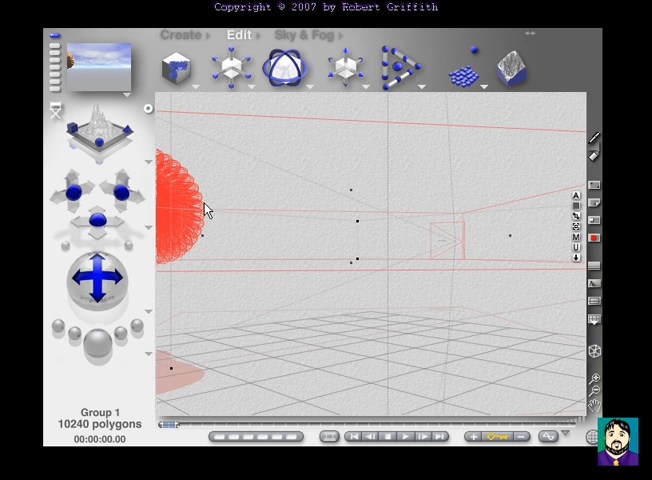 Copyright © 2007 by Robert Griffith
Create Edit Sky & Fog
A
M
U
Group 1
10240 polygons
00:00:00.00